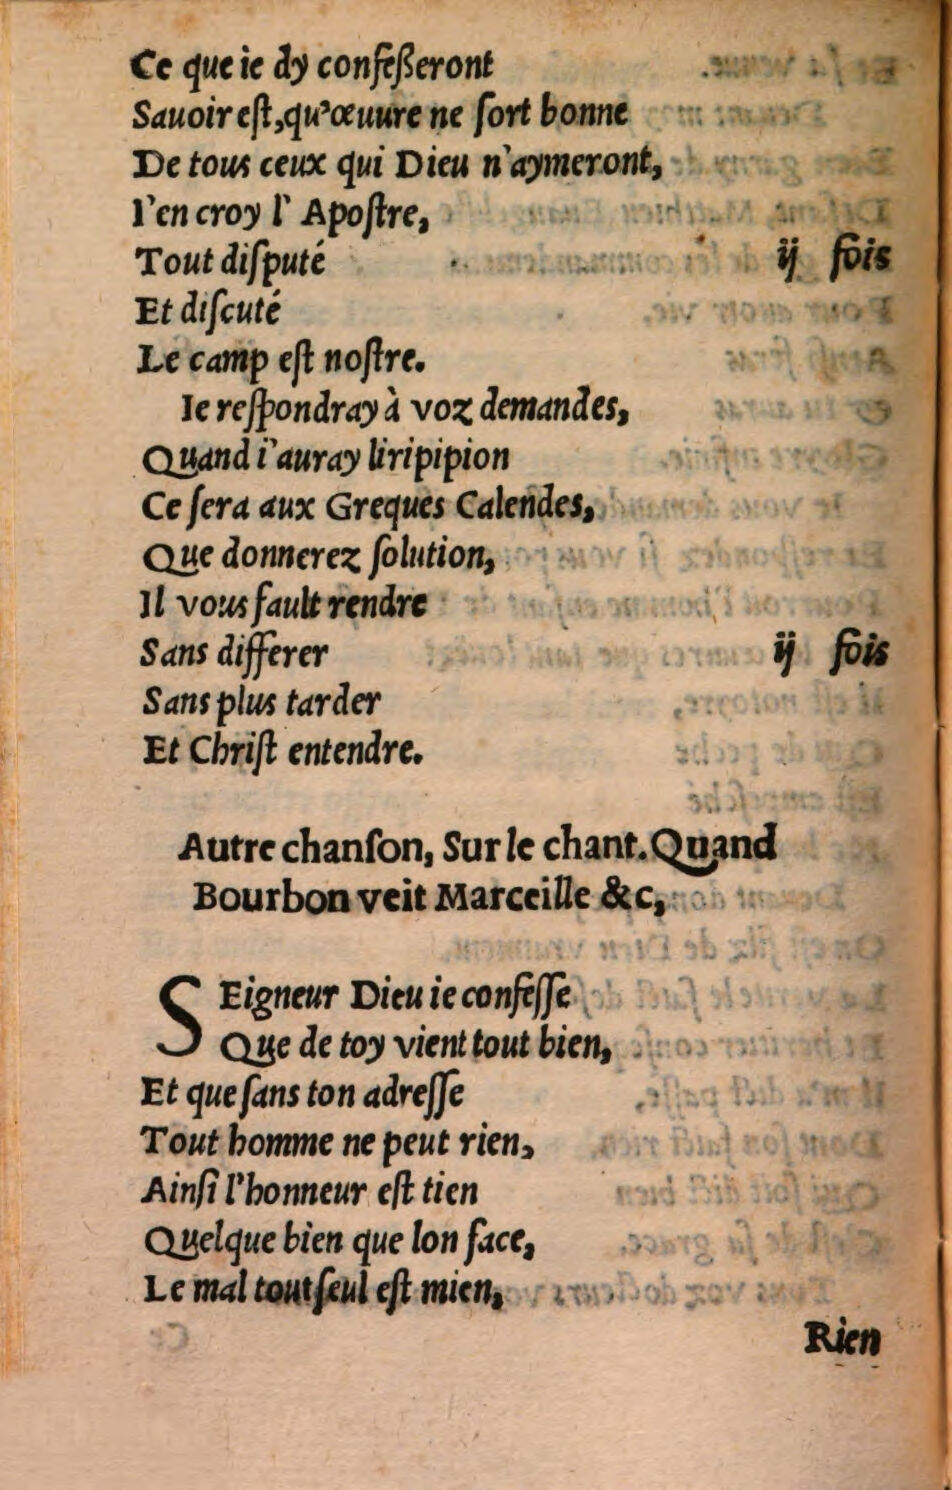 Ce que ie dy confeßeront
Sauoir eſt,qu'œuure ne ſort bonne
De tous ceux qui Dieu n'aymeront,
I'en croy l' Apoſtre,
Tout diſputé ij fois
Et diſcuté
Le camp eſt noſtre.
Ie reſpondray à voz demandes,
Quand i'auray liripipion
Ce ſera aux Greques Calendes,
Que donnerez ſolution,
Il vous fault rendre
Sans differer ij fois
Sans plus tarder
Et Chriſt entendre.
Autre chanſon, Sur le chant. Quand
Bourbon veit Marceille &c,
SEigneur Dieu ie confeſſe
Que de toy vient tout bien,
Et que ſans ton adreſſe
Tout homme ne peut rien,
Ainſi l'honneur eſt tien
Quelque bien que lon face,
Le mal tout ſeul eſt mien,
Rien